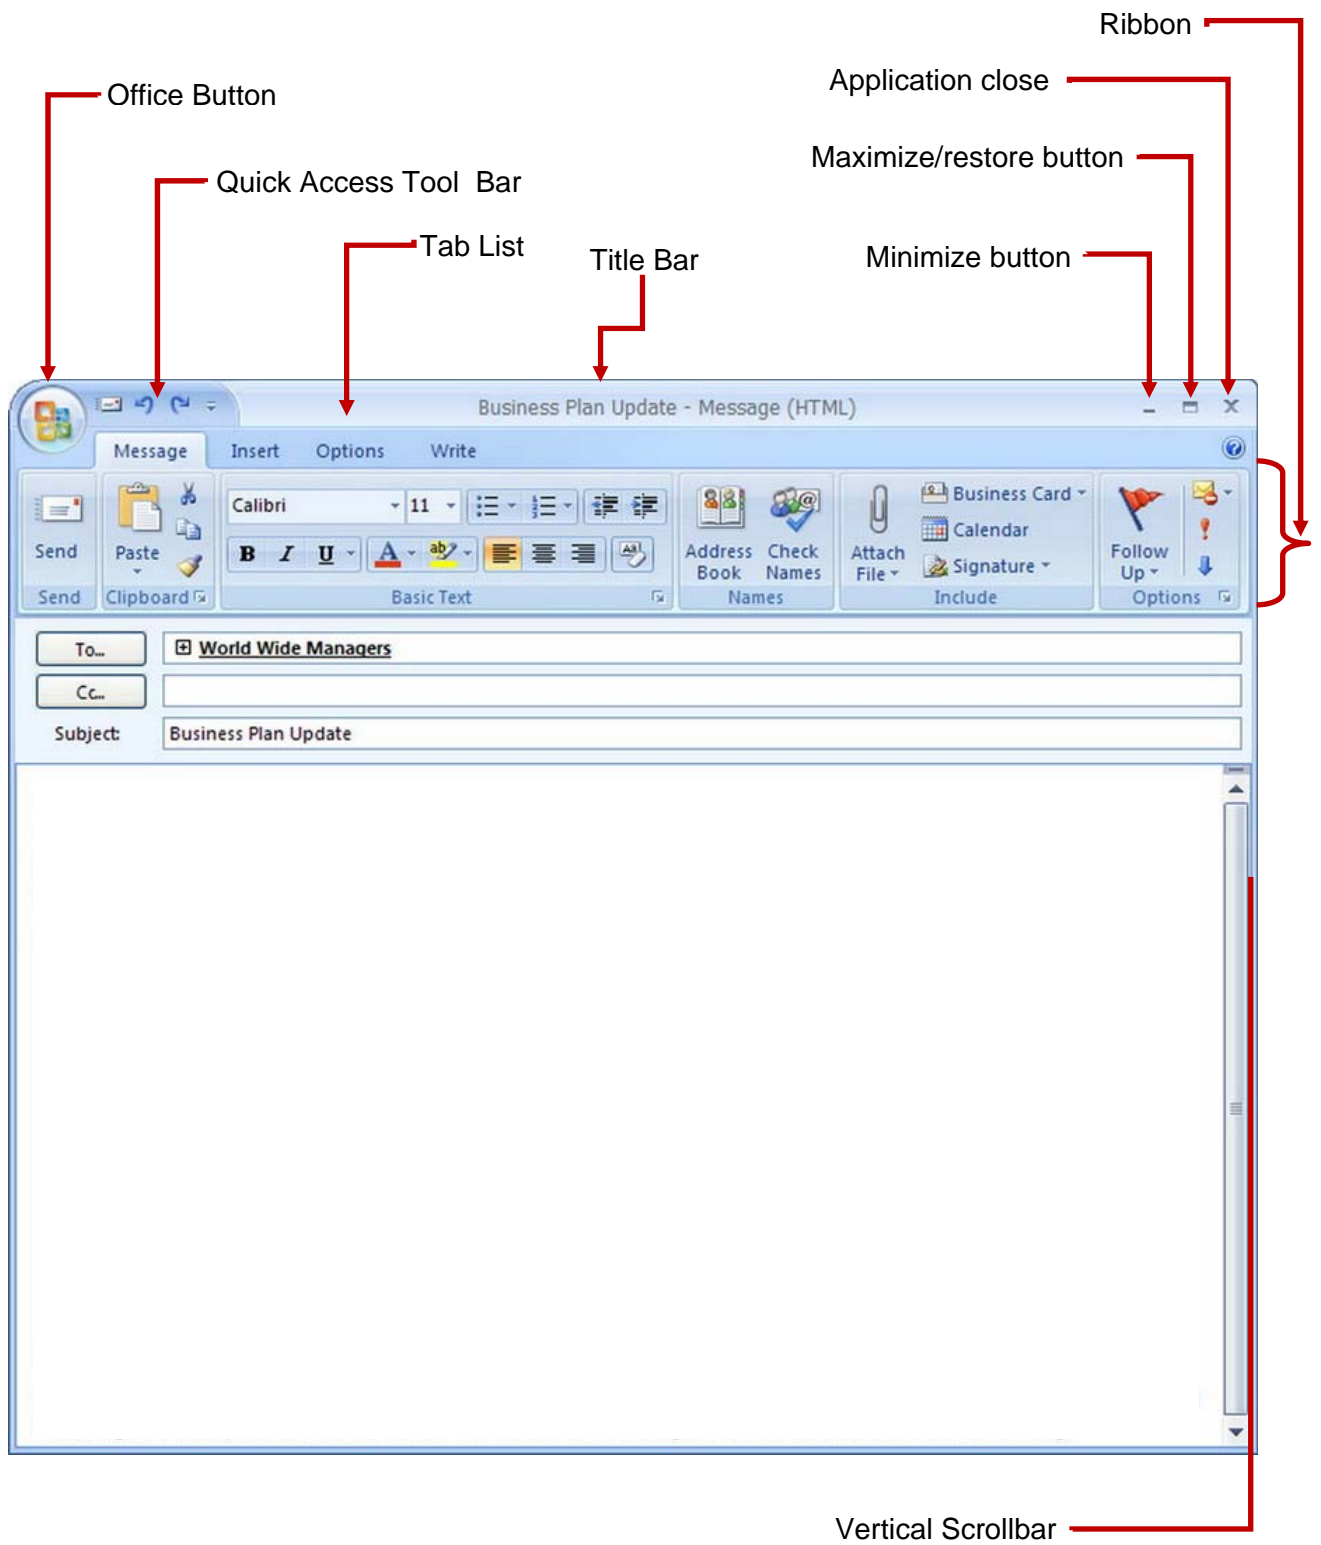 Ribbon
Application close
Office Button
Maximize/restore button
Quick Access Tool  Bar
Tab List
Title Bar
Minimize button
Business Plan Update - Message (HTML)
Message Insert Options Write
Calibri 11
Business Card
Calendar
Signature
B I U A ab
Aa
Send Paste Address Book Check Names Attach File Follow Up
Send Clipboard Basic Text Names Include Options
To... World Wide Managers
Cc...
Subject: Business Plan Update
Vertical Scrollbar